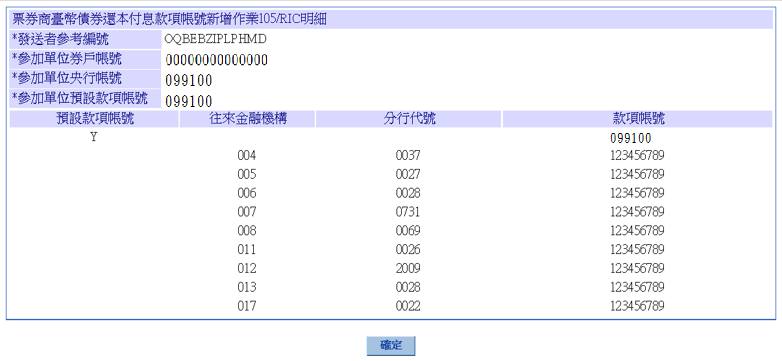 票券商臺幣債券還本付息款項帳號新增作業105/RIC明細
*發送者參考編號 OQBEBZIPLPHMD
*參加單位券戶帳號 00000000000000
*參加單位央行帳號 099100
*參加單位預設款項帳號 099100
預設款項帳號 往來金融機構 分行代號 款項帳號
Y 099100
004 0037 123456789
005 0027 123456789
006 0028 123456789
007 0731 123456789
008 0069 123456789
011 0026 123456789
012 2009 123456789
013 0028 123456789
017 0022 123456789
確定